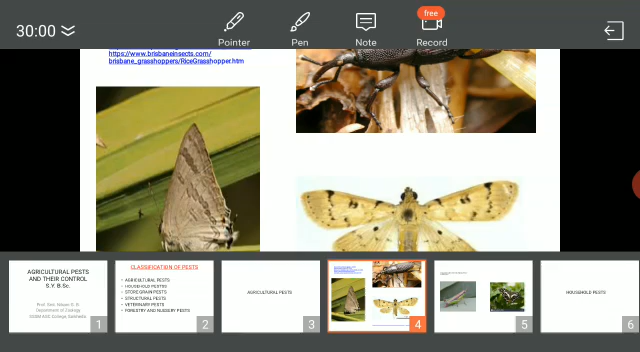 30:00
free
Pointer
Pen
Note
Record
https://www.brisbaneinsects.com/
brisbane_grasshoppers/RiceGrasshopper.htm
AGRICULTURAL PESTS
AND THEIR CONTROL
S.Y. B.Sc.
Department of Zoology
1
CLASSIFICATION OF PESTS
• AGRICULTURAL PESTS
• HOUSEHOLD PESTS
• STORE GRAIN PESTS
• STRUCTURAL PESTS
• VETERINARY PESTS
• FORESTRY AND NURSERY PESTS
2
AGRICULTURAL PESTS
3
4
5
HOUSEHOLD PESTS
6